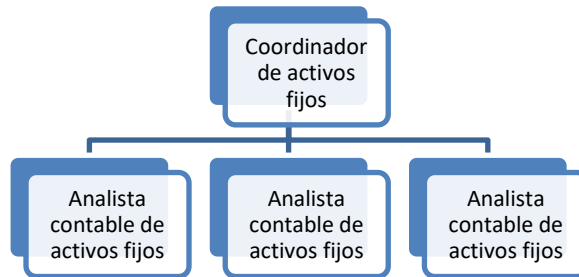 Coordinador
de activos
fijos
Analista
contable de
activos fijos
Analista
contable de
activos fijos
Analista
contable de
activos fijos